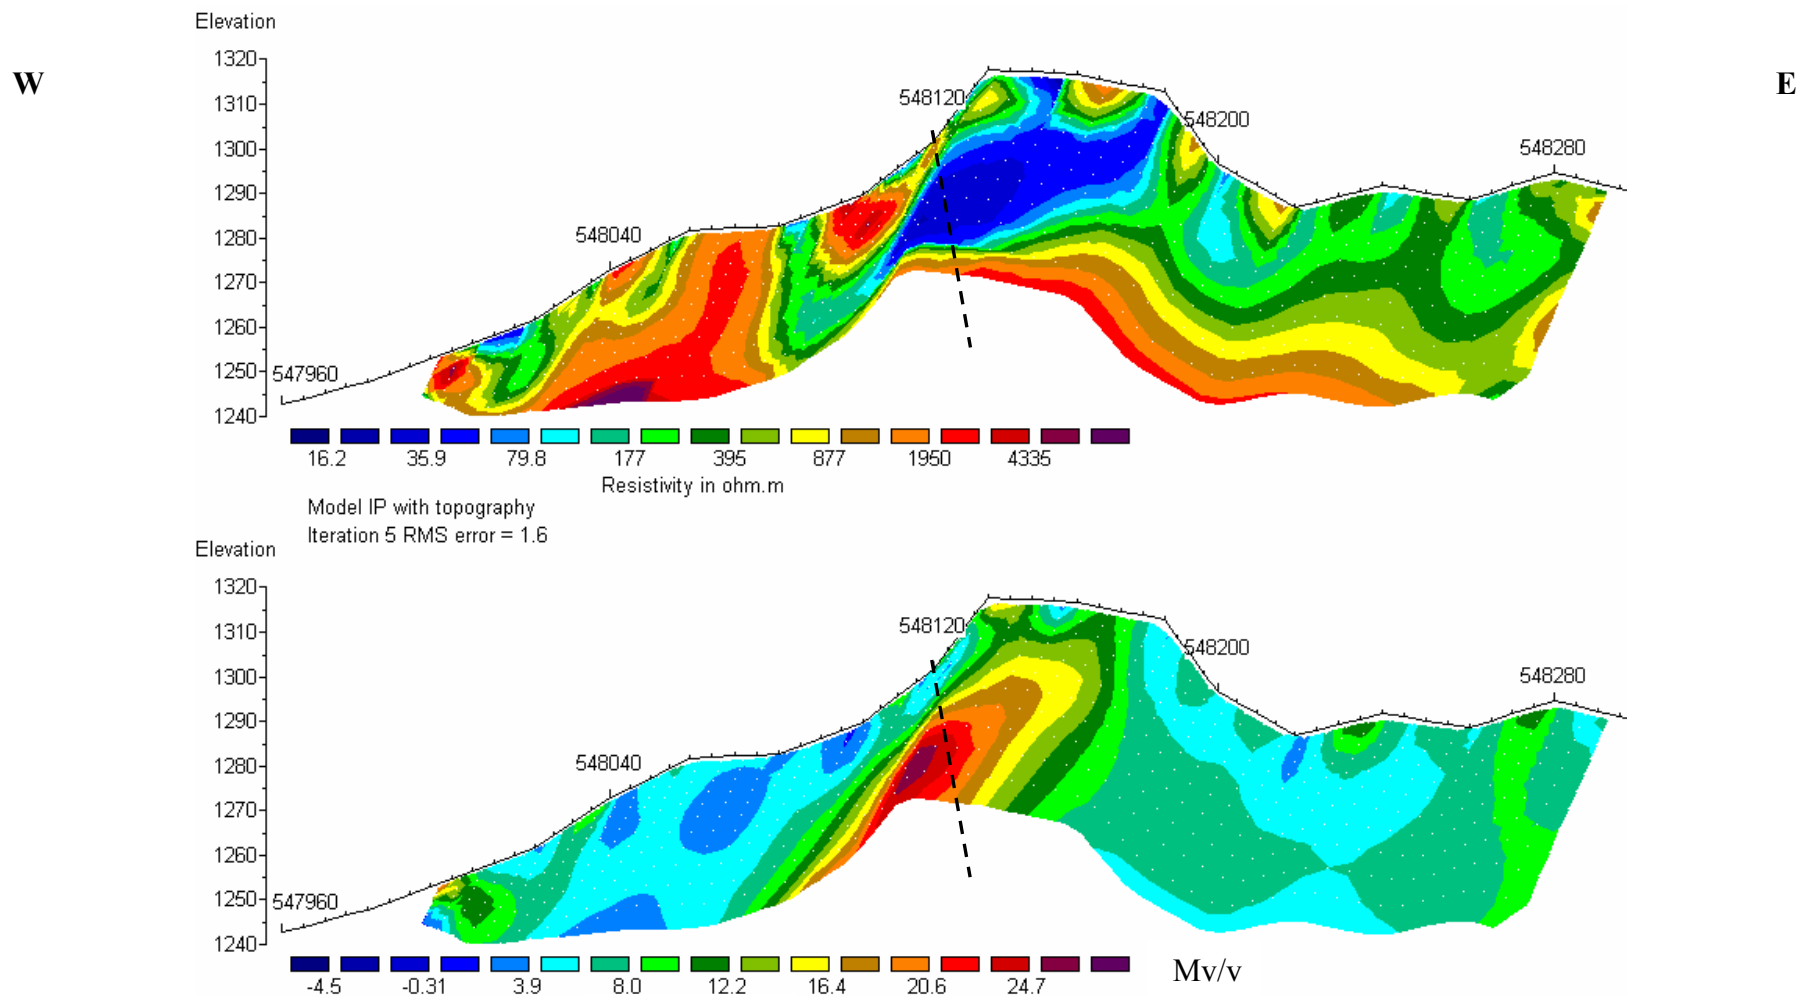 Elevation
1320
W
E
1310
548120
548200
1300
548280
1290
1280
548040
1270
1260
1250
547960
1240
16.2 35.9 79.8 177 395 877 1950 4335
Resistivity in ohm.m
Model IP with topography
Iteration 5 RMS error = 1.6
Elevation
1320
1310
548120
548200
1300
548280
1290
1280
548040
1270
1260
1250
547960
1240
-4.5 -0.31 3.9 8.0 12.2 16.4 20.6 24.7
Mv/v